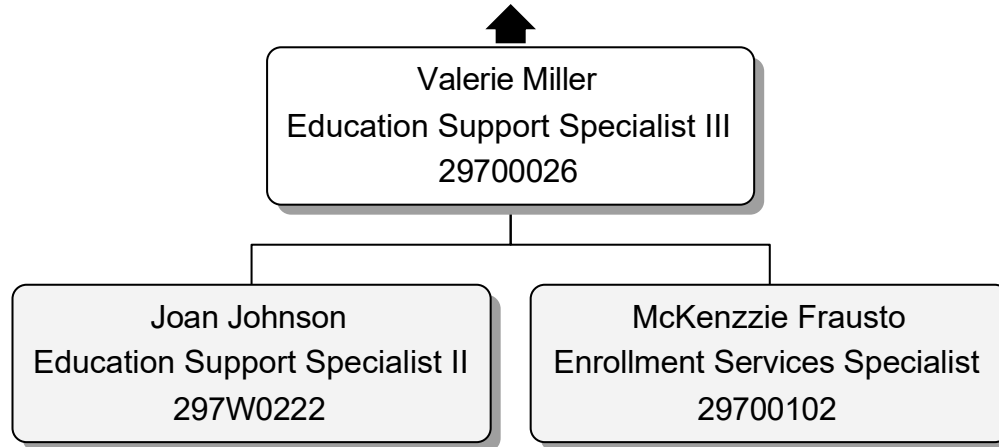 Valerie Miller
Education Support Specialist III
29700026
Joan Johnson
Education Support Specialist II
297W0222
McKenzzie Frausto
Enrollment Services Specialist
29700102